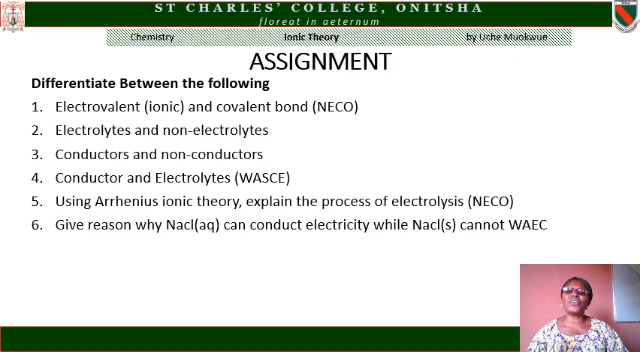 ST CHARLES' COLLEGE, ONITSHA
floreat in aeternum
Chemistry Ionic Theory by Uche Muokwue
ASSIGNMENT
Differentiate Between the following
1. Electrovalent (ionic) and covalent bond (NECO)
2. Electrolytes and non-electrolytes
3. Conductors and non-conductors
4. Conductor and Electrolytes (WASCE)
5. Using Arrhenius ionic theory, explain the process of electrolysis (NECO)
6. Give reason why Nacl(aq) can conduct electricity while Nacl(s) cannot WAEC